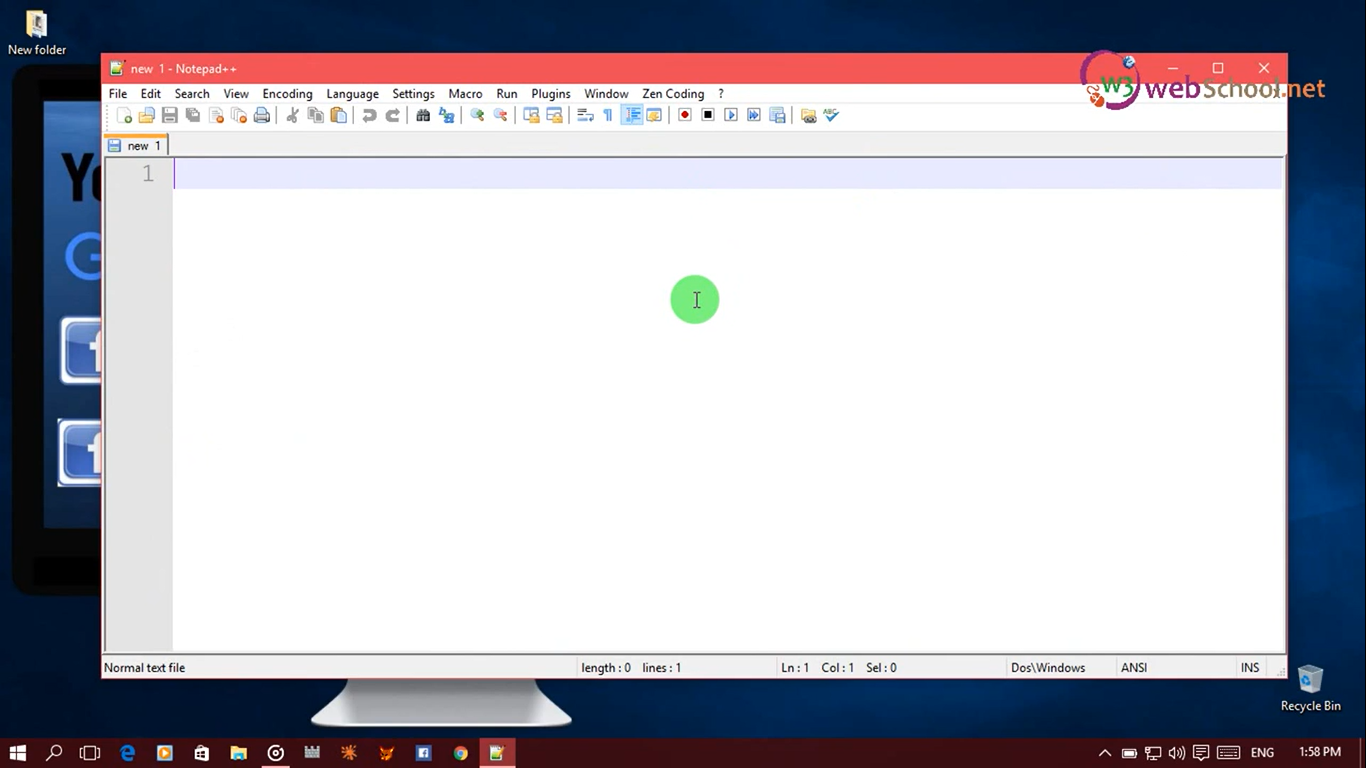 New folder
new 1 - Notepad++
W3 webSchool.net
File Edit Search View Encoding Language Settings Macro Run Plugins Window Zen Coding ?
ABC
new 1
1
Normal text file length : 0 lines : 1 Ln : 1 Col : 1 Sel : 0 Dos\Windows ANSI INS
Recycle Bin
ENG 1:58 PM